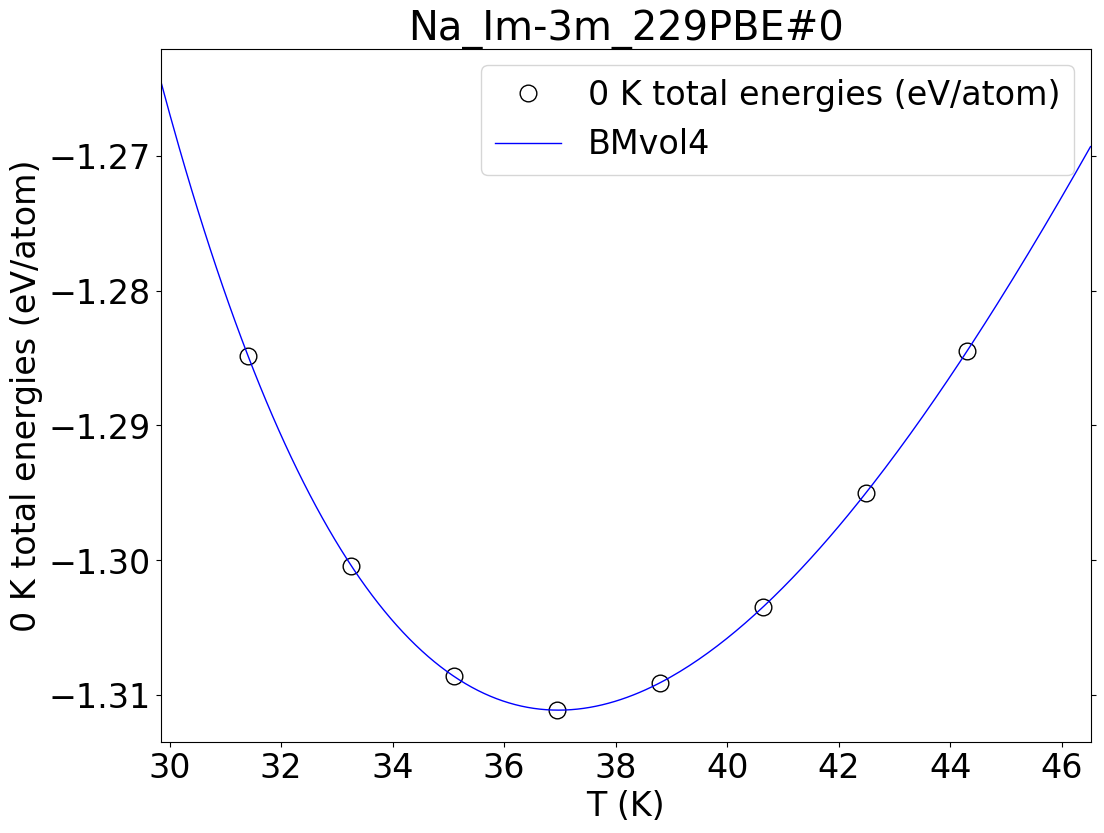 Na_Im-3m_229PBE#0
0 K total energies (eV/atom)
BMvol4
0 K total energies (eV/atom)
−1.27
−1.28
−1.29
−1.30
−1.31
30 32 34 36 38 40 42 44 46
T (K)